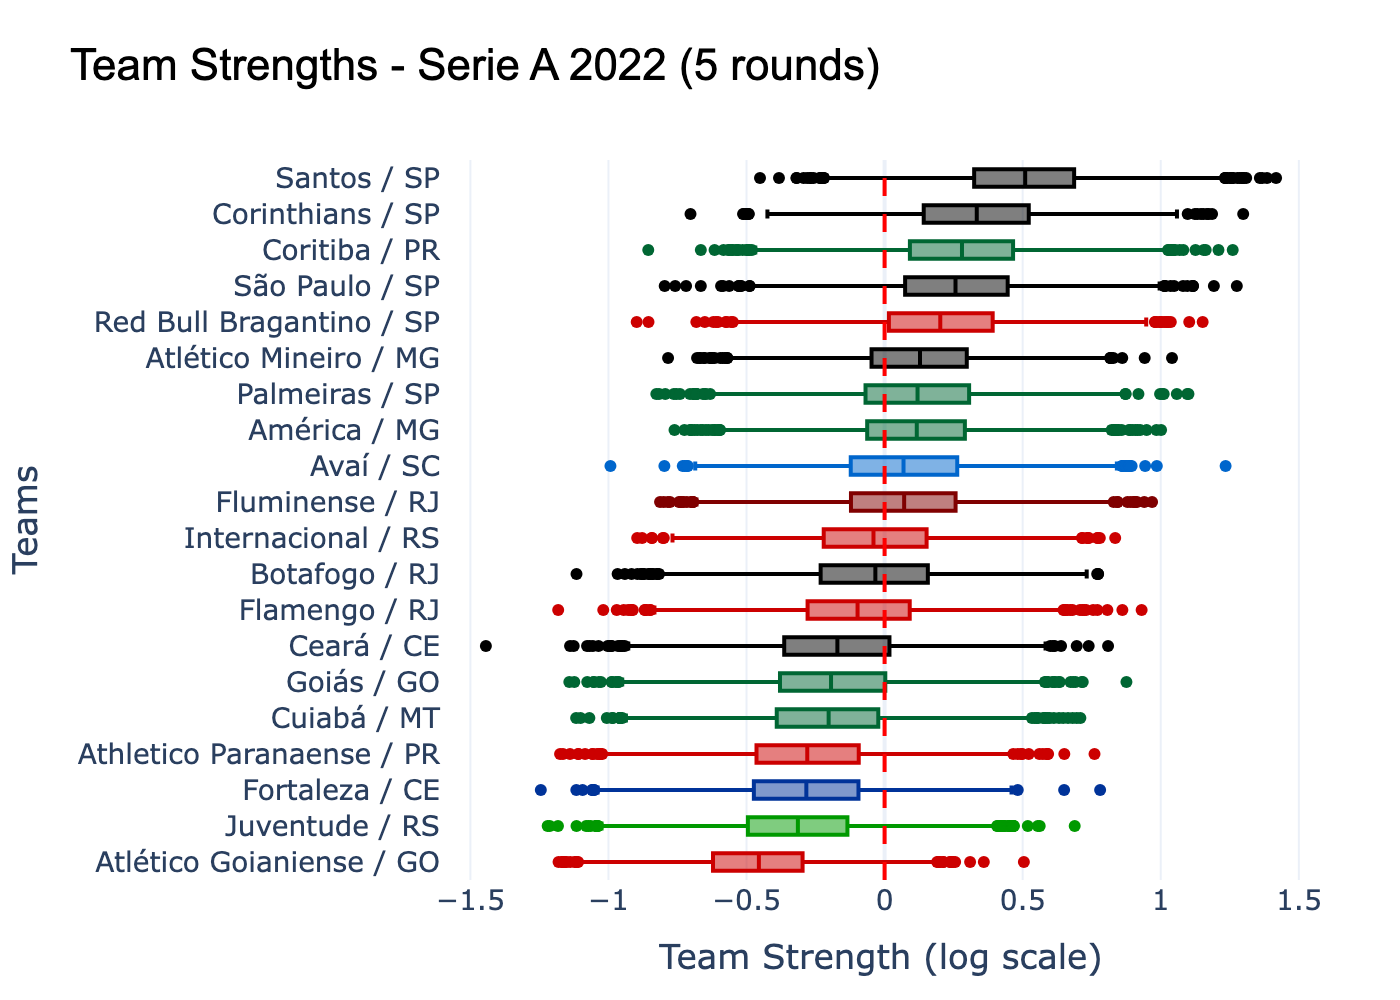 Team Strengths - Serie A 2022 (5 rounds)
Santos / SP
Corinthians / SP
Coritiba / PR
São Paulo / SP
Red Bull Bragantino / SP
Atlético Mineiro / MG
Palmeiras / SP
América / MG
Avaí / SC
Fluminense / RJ
Internacional / RS
Botafogo / RJ
Flamengo / RJ
Ceará / CE
Goiás / GO
Cuiabá / MT
Athletico Paranaense / PR
Fortaleza / CE
Juventude / RS
Atlético Goianiense / GO
Teams
−1.5 −1 −0.5 0 0.5 1 1.5
Team Strength (log scale)